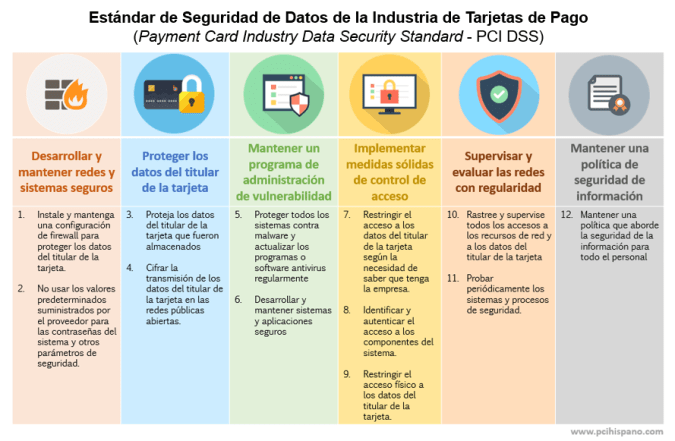 Estándar de Seguridad de Datos de la Industria de Tarjetas de Pago
(Payment Card Industry Data Security Standard - PCI DSS)
Desarrollar y
mantener redes y
sistemas seguros
1. Instale y mantenga
una configuración
de firewall para
proteger los datos
del titular de la
tarjeta.
2. No usar los valores
predeterminados
suministrados por
el proveedor para
las contraseñas del
sistema y otros
parámetros de
seguridad.
Proteger los
datos del titular
de la tarjeta
3. Proteja los datos
del titular de la
tarjeta que fueron
almacenados
4. Cifrar la
transmisión de los
datos del titular de
la tarjeta en las
redes públicas
abiertas.
Mantener un
programa de
administración
de vulnerabilidad
5. Proteger todos los
sistemas contra
malware y
actualizar los
programas o
software antivirus
regularmente
6. Desarrollar y
mantener sistemas
y aplicaciones
seguros
Implementar
medidas sólidas
de control de
acceso
7. Restringir el
acceso a los
datos del titular
de la tarjeta
según la
necesidad de
saber que tenga
la empresa.
8. Identificar y
autenticar el
acceso a los
componentes del
sistema.
9. Restringir el
acceso físico a
los datos del
titular de la
tarjeta.
Supervisar y
evaluar las redes
con regularidad
10. Rastree y supervise
todos los accesos
a los recursos de red y
a los datos del
titular de la tarjeta
11. Probar
periódicamente los
sistemas y procesos
de seguridad.
Mantener una
política de
seguridad de
información
12. Mantener una
política que aborde
la seguridad de la
información para
todo el personal
www.pcihispano.com